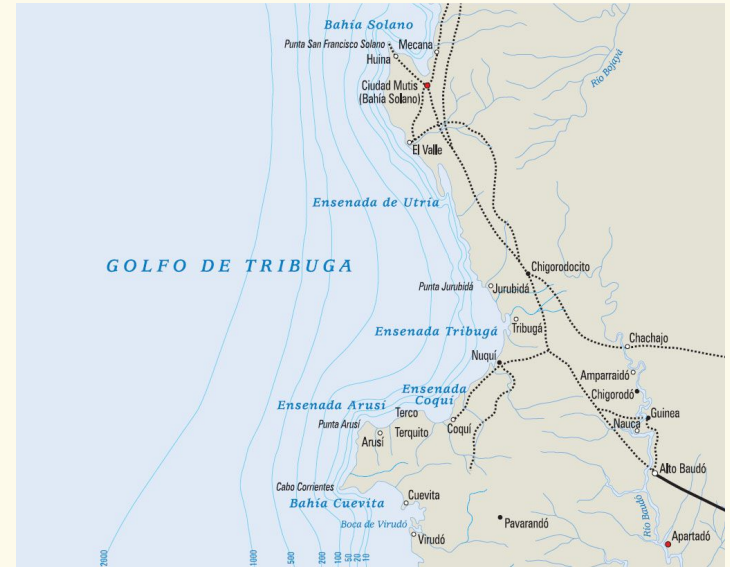 Bahía Solano
Punta San Francisco Solano
Mecana
Huina
Ciudad Mutis
(Bahía Solano)
Río Bojayá
El Valle
Ensenada de Utría
GOLFO DE TRIBUGA
Chigorodocito
Punta Jurubidá
Jurubidá
Ensenada Tribugá
Tribugá
Chachajo
Nuquí
Amparraidó
Chigorodó
Ensenada
Coquí
Ensenada Arusí
Terco
Guinea
Punta Arusí
Terquito
Coquí
Nauca
Arusí
Alto Baudó
Cabo Corrientes
Bahía Cuevita
Cuevita
Río Baudó
Boca de Virudó
Pavarandó
Virudó
Apartadó
2000
1000
500
200
100
50
20
10